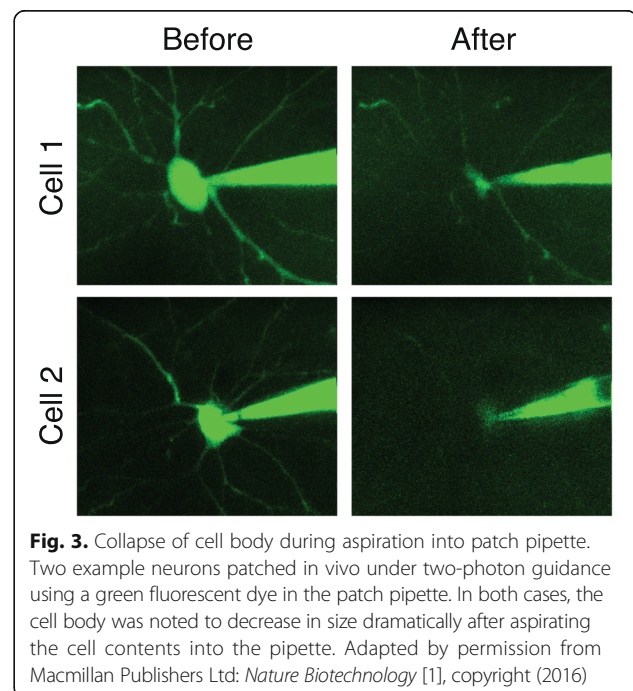 Before After
Cell 1
Cell 2
Fig. 3. Collapse of cell body during aspiration into patch pipette.
Two example neurons patched in vivo under two-photon guidance
using a green fluorescent dye in the patch pipette. In both cases, the
cell body was noted to decrease in size dramatically after aspirating
the cell contents into the pipette. Adapted by permission from
Macmillan Publishers Ltd: Nature Biotechnology [1], copyright (2016)